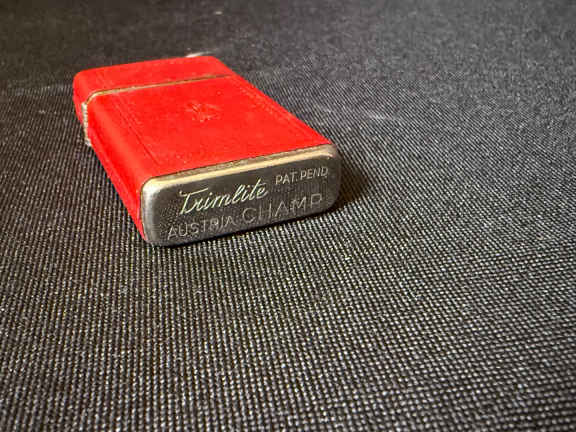 Trimlite PAT. PEND.
AUSTRIA CHAMP